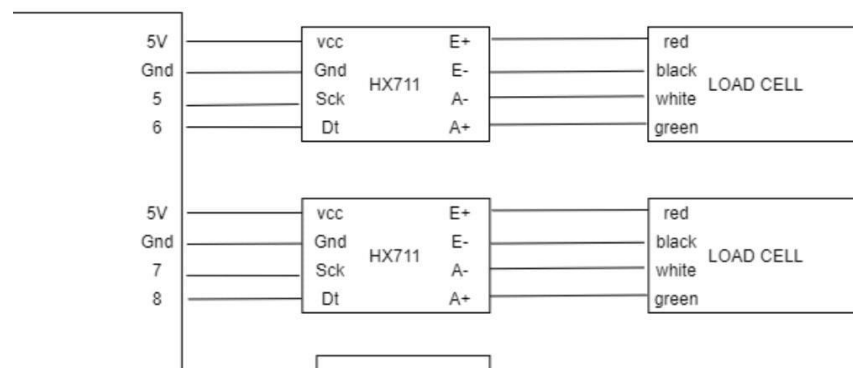 5V vcc E+ red
Gnd Gnd E- black
HX711 LOAD CELL
5 Sck A- white
6 Dt A+ green
5V vcc E+ red
Gnd Gnd E- black
HX711 LOAD CELL
7 Sck A- white
8 Dt A+ green